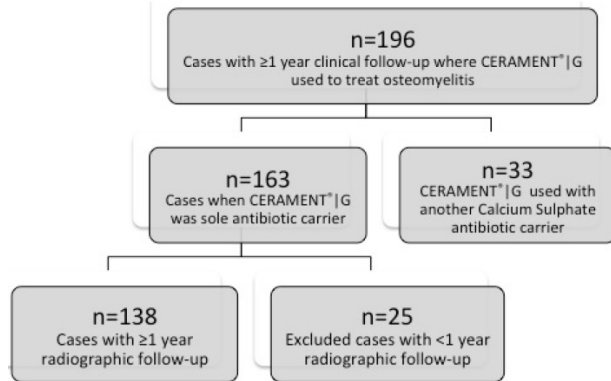 n=196
Cases with ≥1 year clinical follow-up where CERAMENT®|G
used to treat osteomyelitis
n=163
Cases when CERAMENT®|G
was sole antibiotic carrier
n=33
CERAMENT®|G used with
another Calcium Sulphate
antibiotic carrier
n=138
Cases with ≥1 year
radiographic follow-up
n=25
Excluded cases with <1 year
radiographic follow-up